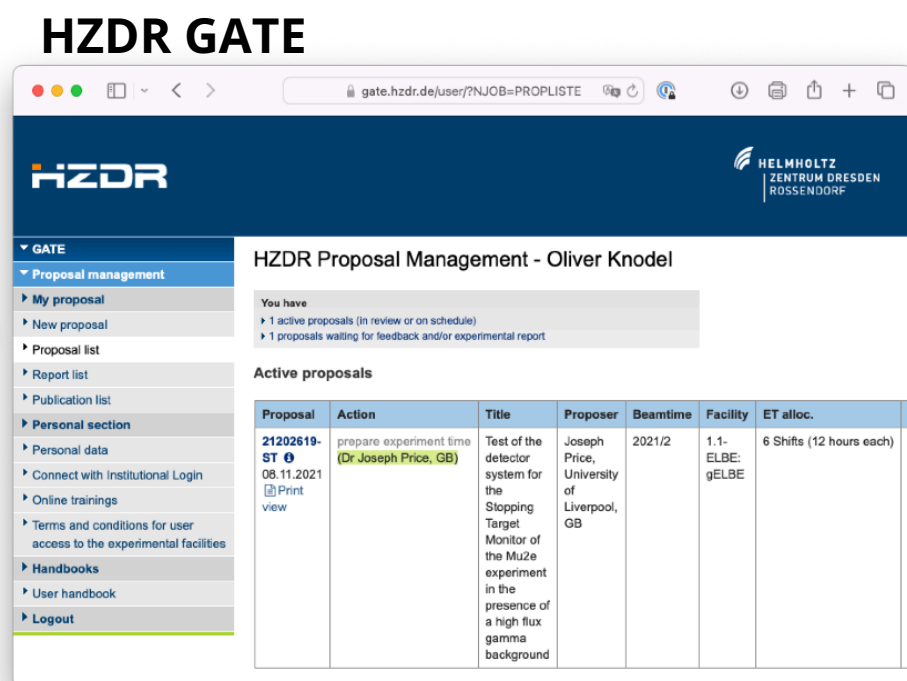 HZDR GATE
gate.hzdr.de/user/?NJOB=PROPLISTE
HZDR
HELMHOLTZ
ZENTRUM DRESDEN
ROSSENDORF
GATE
Proposal management
My proposal
New proposal
Proposal list
Report list
Publication list
Personal section
Personal data
Connect with Institutional Login
Online trainings
Terms and conditions for user
access to the experimental facilities
Handbooks
User handbook
Logout
HZDR Proposal Management - Oliver Knodel
You have
1 active proposals (in review or on schedule)
1 proposals waiting for feedback and/or experimental report
Active proposals
Proposal Action Title Proposer Beamtime Facility ET alloc.
21202619- prepare experiment time Test of the Joseph 2021/2 1.1- 6 Shifts (12 hours each)
ST (Dr Joseph Price, GB) detector Price, ELBE:
08.11.2021 system for University gELBE
Print the of
view Stopping Liverpool,
Target GB
Monitor of
the Mu2e
experiment
in the
presence of
a high flux
gamma
background